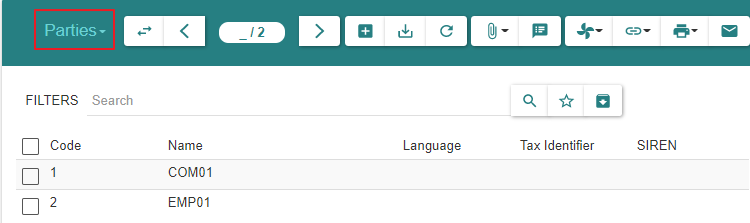 Parties
_ / 2
FILTERS Search
Code Name Language Tax Identifier SIREN
1 COM01
2 EMP01